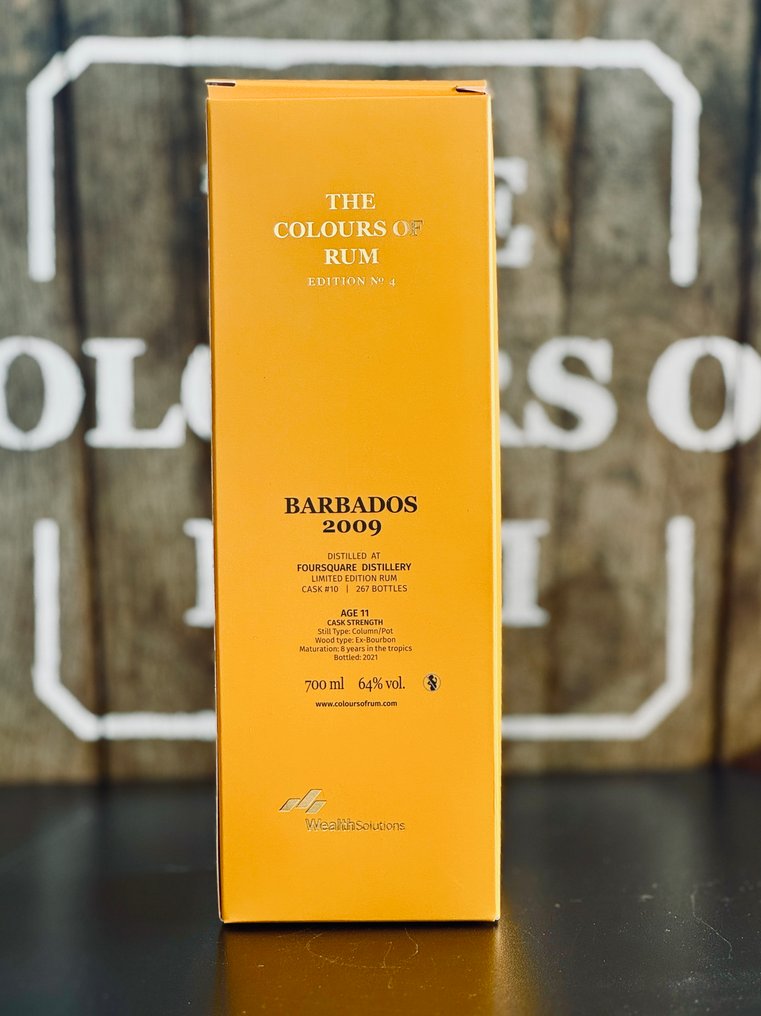 THE
COLOURS OF
RUM
EDITION Nº 4
BARBADOS
2009
DISTILLED AT
FOURSQUARE DISTILLERY
LIMITED EDITION RUM
CASK #10 | 267 BOTTLES
AGE 11
CASK STRENGTH
Still Type: Column/Pot
Wood type: Ex-Bourbon
Maturation: 8 years in the tropics
Bottled: 2021
700 ml 64% vol.
www.coloursofrum.com
WealthSolutions